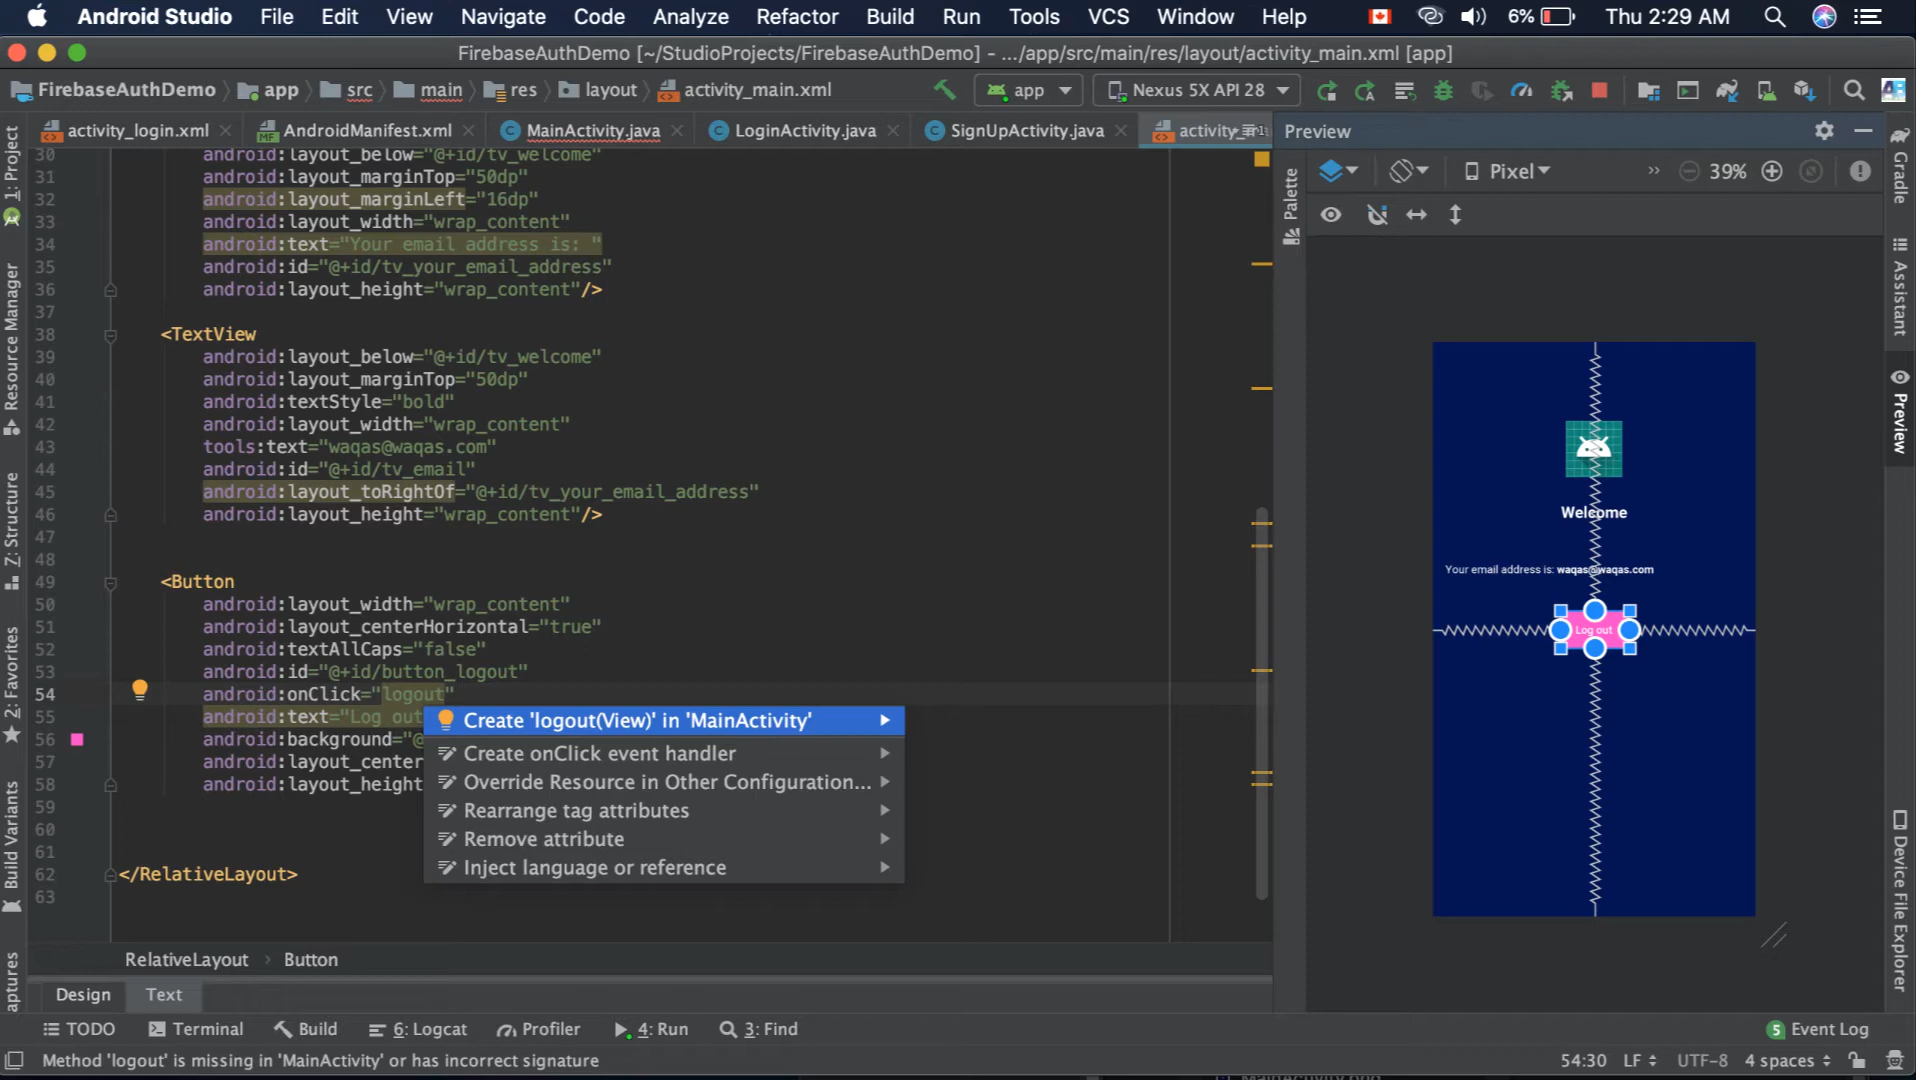 Android Studio File Edit View Navigate Code Analyze Refactor Build Run Tools VCS Window Help 6% Thu 2:29 AM
FirebaseAuthDemo [~/StudioProjects/FirebaseAuthDemo] - .../app/src/main/res/layout/activity_main.xml [app]
FirebaseAuthDemo app src main res layout activity_main.xml app Nexus 5X API 28
activity_login.xml AndroidManifest.xml MainActivity.java LoginActivity.java SignUpActivity.java Preview
30 android:layout_below="@+id/tv_welcome"
31 android:layout_marginTop="50dp"
32 android:layout_marginLeft="16dp"
33 android:layout_width="wrap_content"
34 android:text="Your email address is: "
35 android:id="@+id/tv_your_email_address"
36 android:layout_height="wrap_content"/>
37
38 <TextView
39 android:layout_below="@+id/tv_welcome"
40 android:layout_marginTop="50dp"
41 android:textStyle="bold"
42 android:layout_width="wrap_content"
43 tools:text="waqas@waqas.com"
44 android:id="@+id/tv_email"
45 android:layout_toRightOf="@+id/tv_your_email_address"
46 android:layout_height="wrap_content"/>
47
48
49 <Button
50 android:layout_width="wrap_content"
51 android:layout_centerHorizontal="true"
52 android:textAllCaps="false"
53 android:id="@+id/button_logout"
54 android:onClick="logout"
55 android:text="Log out
56 android:background="@
57 android:layout_center
58 android:layout_height
59
60
61
62 </RelativeLayout>
63
Create 'logout(View)' in 'MainActivity'
Create onClick event handler
Override Resource in Other Configuration...
Rearrange tag attributes
Remove attribute
Inject language or reference
RelativeLayout Button
Design Text
Pixel 39%
Palette
Welcome
Your email address is: waqas@waqas.com
Log out
1: Project
Resource Manager
Z: Structure
2: Favorites
Build Variants
aptures
Gradle
Assistant
Preview
Device File Explorer
TODO Terminal Build 6: Logcat Profiler 4: Run 3: Find 5 Event Log
Method 'logout' is missing in 'MainActivity' or has incorrect signature 54:30 LF UTF-8 4 spaces